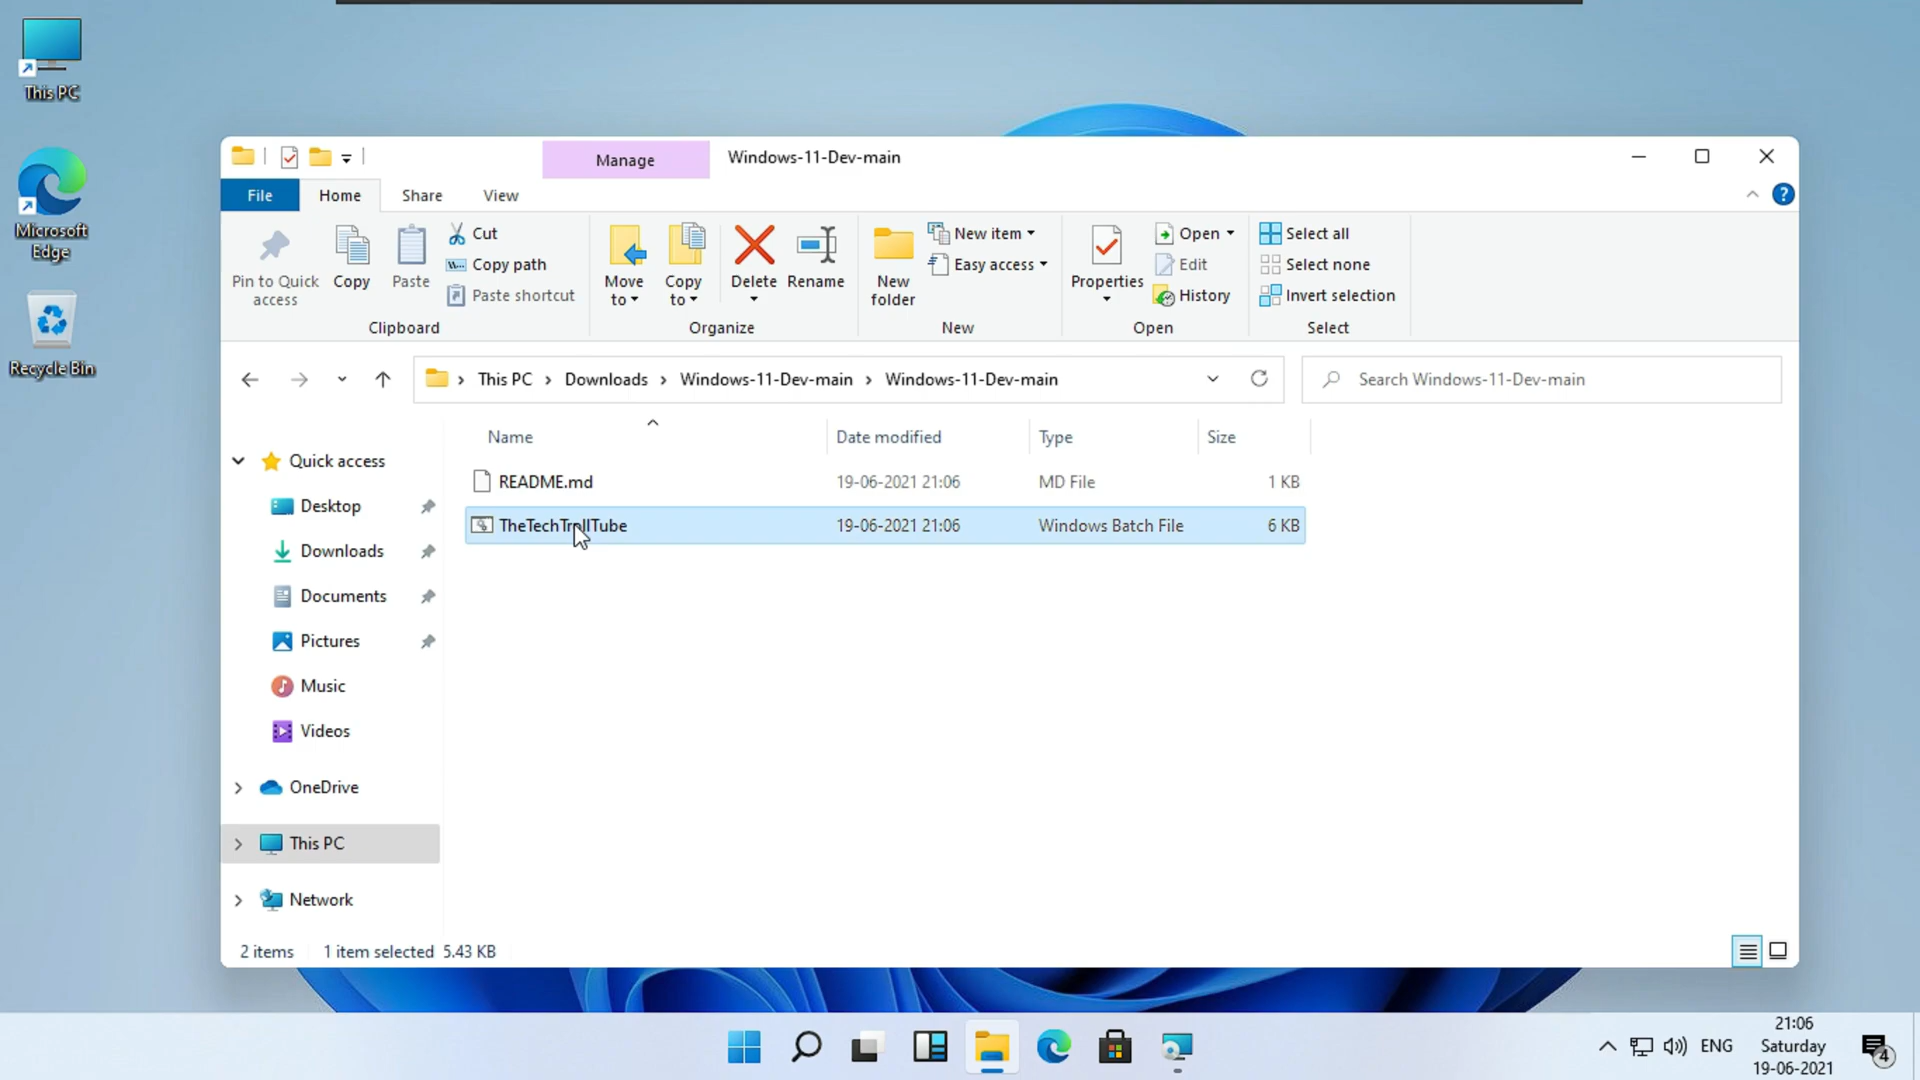 This PC
Microsoft
Edge
Recycle Bin
Manage
Windows-11-Dev-main
File
Home
Share
View
?
Pin to Quick
access
Copy
Paste
Cut
Copy path
Paste shortcut
Move
to
Copy
to
Delete
Rename
New
folder
New item
Easy access
Properties
Open
Edit
History
Select all
Select none
Invert selection
Clipboard
Organize
New
Open
Select
This PC
Downloads
Windows-11-Dev-main
Windows-11-Dev-main
Search Windows-11-Dev-main
Name
Date modified
Type
Size
README.md
19-06-2021 21:06
MD File
1 KB
TheTechTrollTube
19-06-2021 21:06
Windows Batch File
6 KB
Quick access
Desktop
Downloads
Documents
Pictures
Music
Videos
OneDrive
This PC
Network
2 items
1 item selected 5.43 KB
ENG
21:06
Saturday
19-06-2021
4